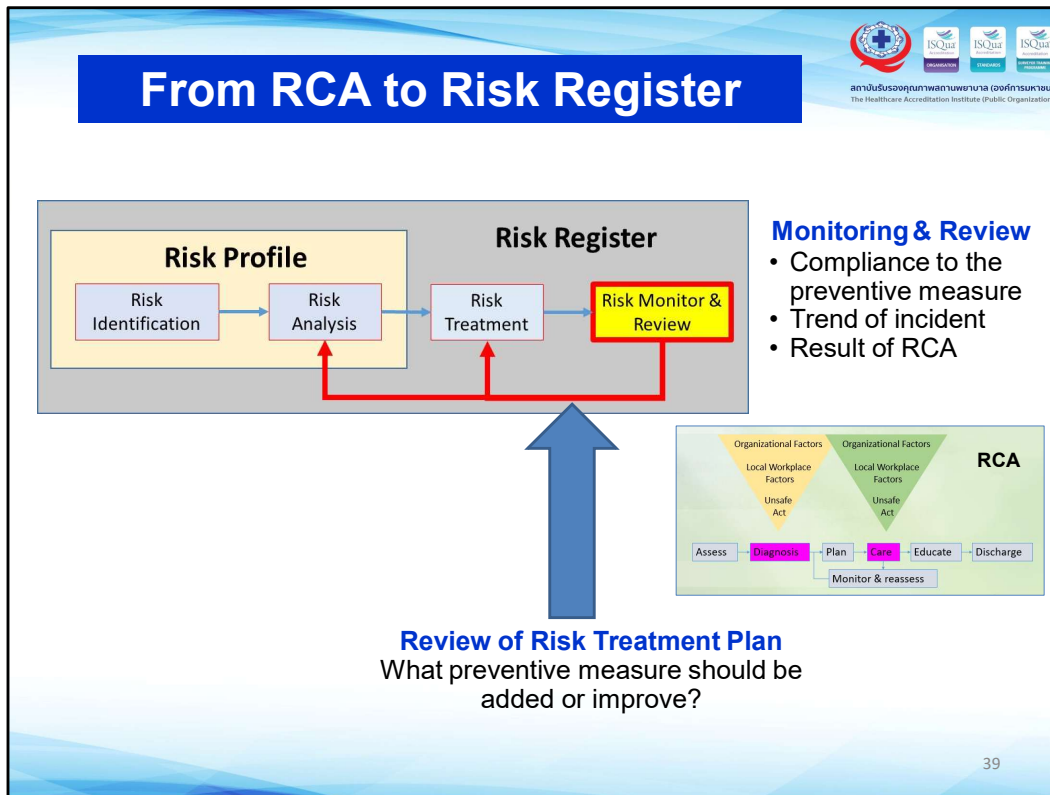 From RCA to Risk Register
ISQua
Accreditation
ORGANISATION
ISQua
Accreditation
STANDARDS
ISQua
Accreditation
สถาบันรับรองคุณภาพสถานพยาบาล (องค์การมหาชน
The Healthcare Accreditation Institute (Public Organization
Risk Register
Risk Profile
Risk
Identification
Risk
Analysis
Risk
Treatment
Risk Monitor &
Review
Monitoring & Review
• Compliance to the
preventive measure
• Trend of incident
• Result of RCA
RCA
Organizational Factors
Local Workplace
Factors
Unsafe
Act
Organizational Factors
Local Workplace
Factors
Unsafe
Act
Assess
Diagnosis
Plan
Care
Educate
Discharge
Monitor & reassess
Review of Risk Treatment Plan
What preventive measure should be
added or improve?
39